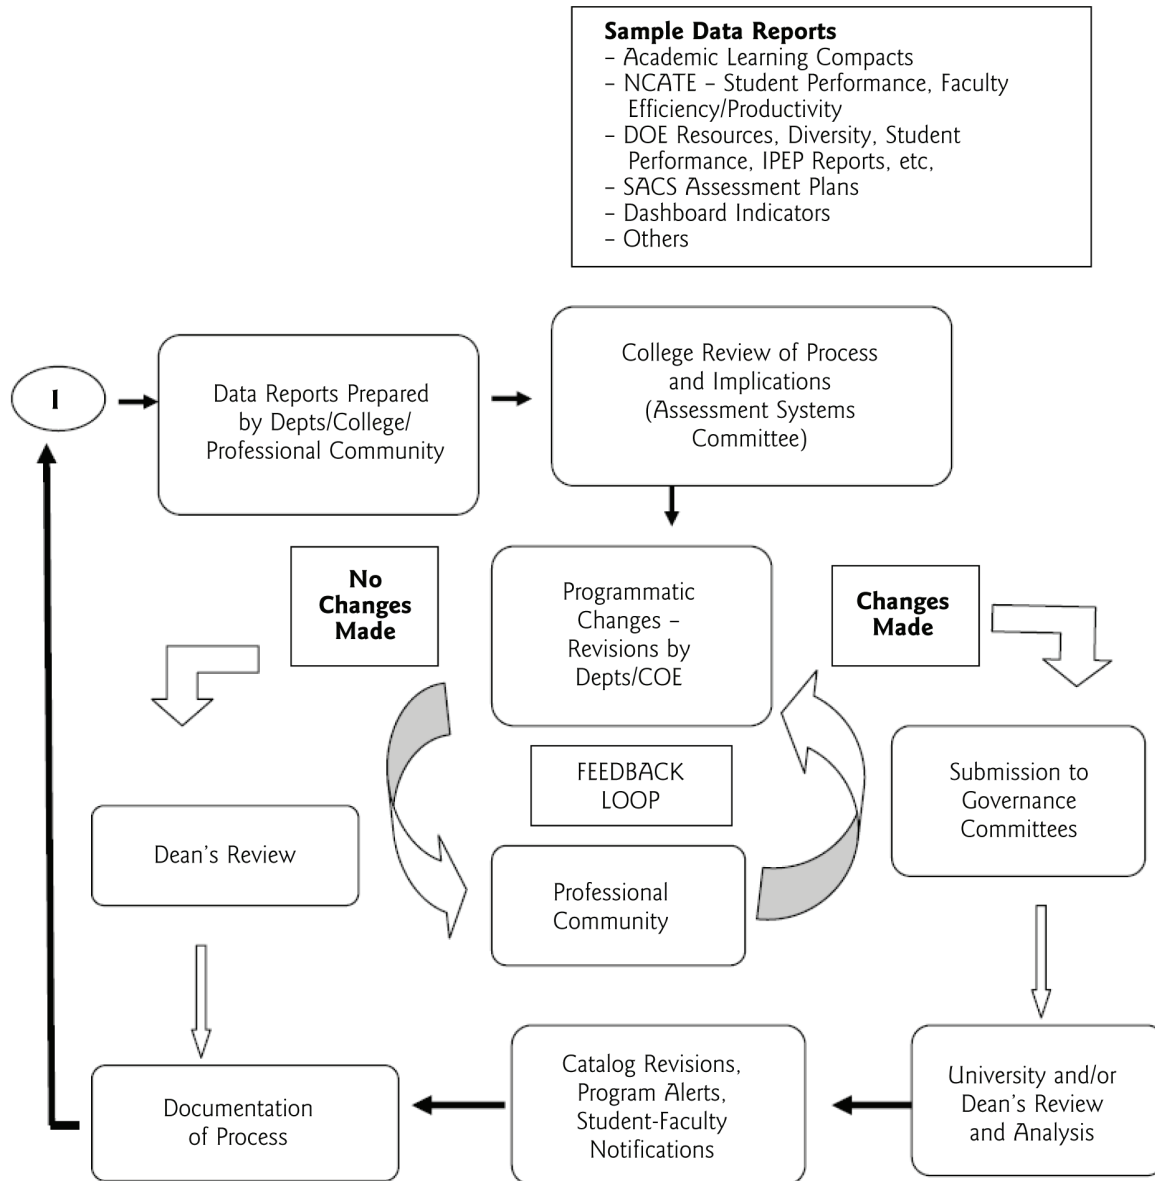 Sample Data Reports
– Academic Learning Compacts
– NCATE – Student Performance, Faculty
Efficiency/Productivity
– DOE Resources, Diversity, Student
Performance, IPEP Reports, etc,
– SACS Assessment Plans
– Dashboard Indicators
– Others
I
Data Reports Prepared
by Depts/College/
Professional Community
College Review of Process
and Implications
(Assessment Systems
Committee)
No
Changes
Made
Programmatic
Changes –
Revisions by
Depts/COE
Changes
Made
FEEDBACK
LOOP
Submission to
Governance
Committees
Dean’s Review
Professional
Community
Documentation
of Process
Catalog Revisions,
Program Alerts,
Student-Faculty
Notifications
University and/or
Dean’s Review
and Analysis